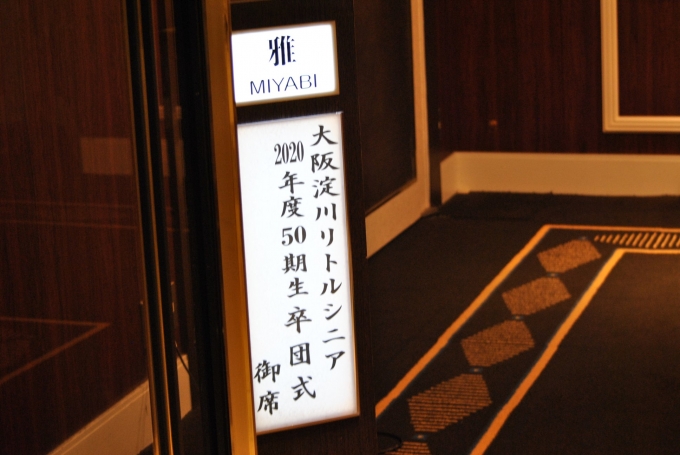 雅
MIYABI
大阪淀川リトルシニア
2020年度50期生卒団式
御席